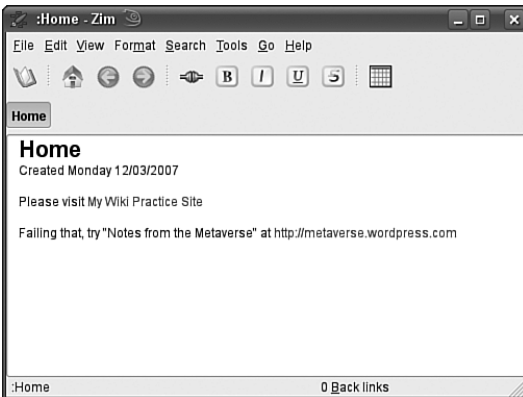 :Home - Zim
File Edit View Format Search Tools Go Help
B I U S
Home
Home
Created Monday 12/03/2007
Please visit My Wiki Practice Site
Failing that, try "Notes from the Metaverse" at http://metaverse.wordpress.com
:Home 0 Back links